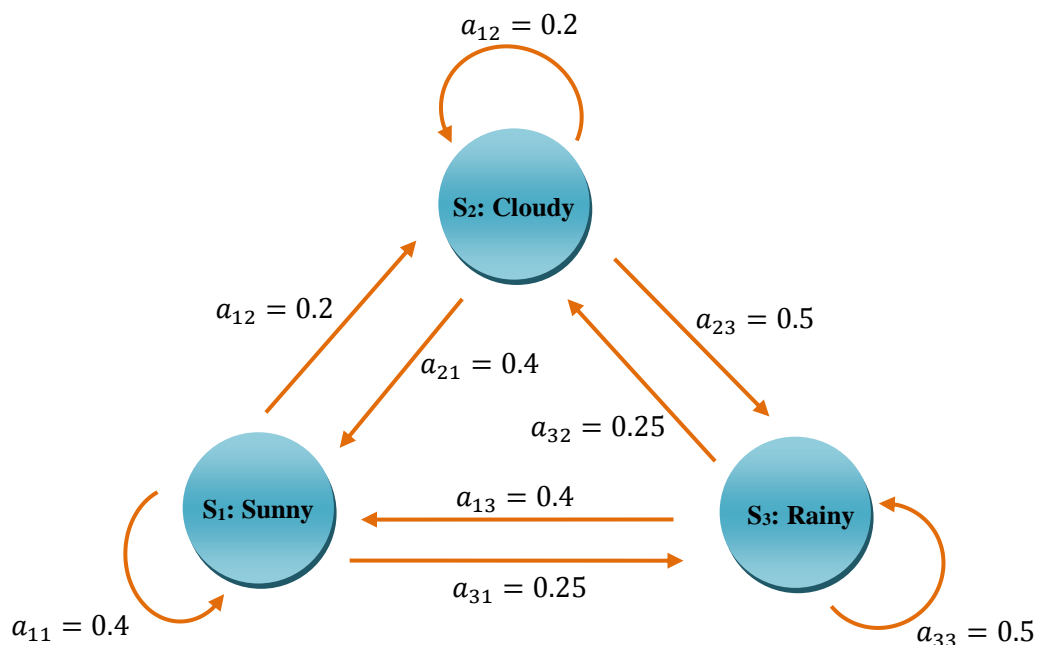 a₁₂ = 0.2
S₂: Cloudy
a₁₂ = 0.2
a₂₃ = 0.5
a₂₁ = 0.4
a₃₂ = 0.25
S₁: Sunny
a₁₃ = 0.4
S₃: Rainy
a₃₁ = 0.25
a₁₁ = 0.4
a₃₃ = 0.5